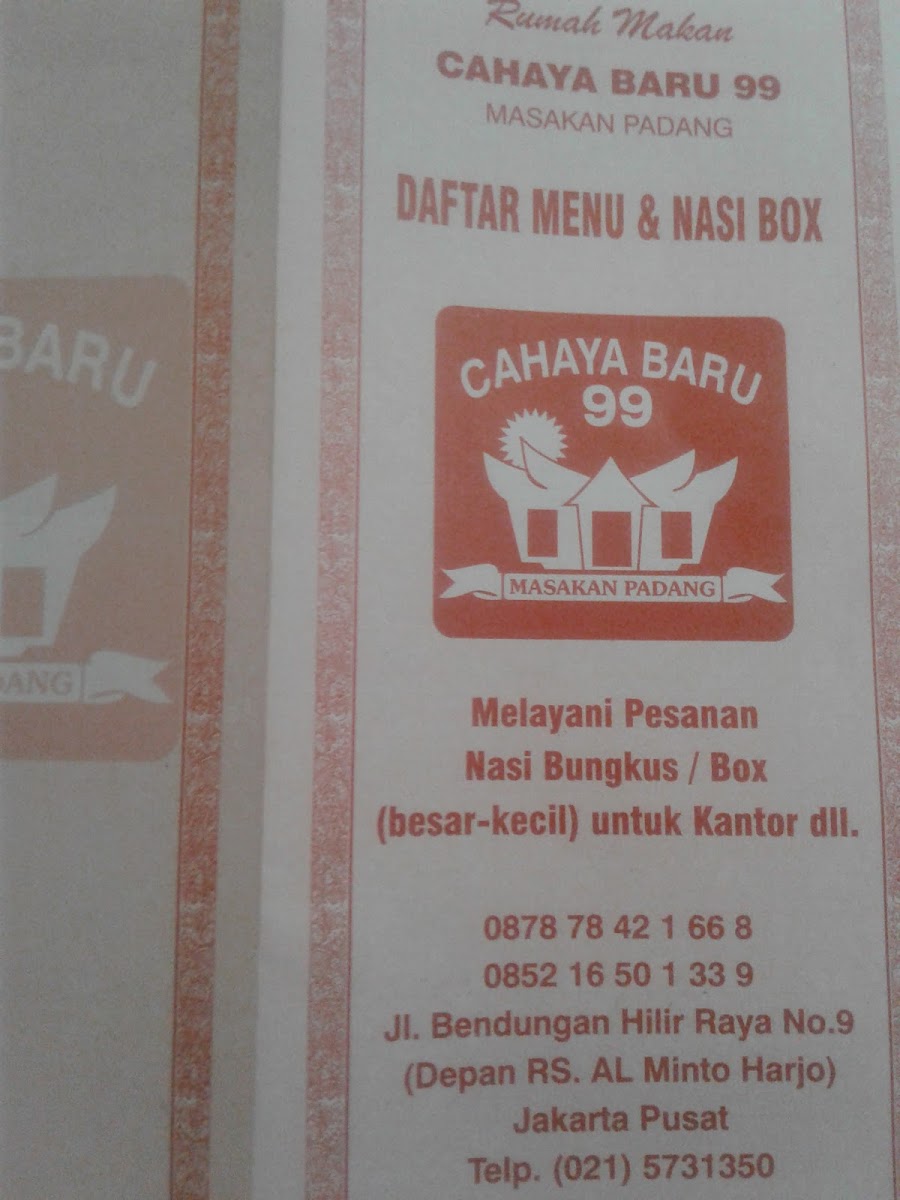 Rumah Makan
CAHAYA BARU 99
MASAKAN PADANG
DAFTAR MENU & NASI BOX
CAHAYA BARU
99
MASAKAN PADANG
Melayani Pesanan
Nasi Bungkus / Box
(besar-kecil) untuk Kantor dll.
0878 78 42 1 66 8
0852 16 50 1 33 9
Jl. Bendungan Hilir Raya No.9
(Depan RS. AL Minto Harjo)
Jakarta Pusat
Telp. (021) 5731350
BARU
DANG